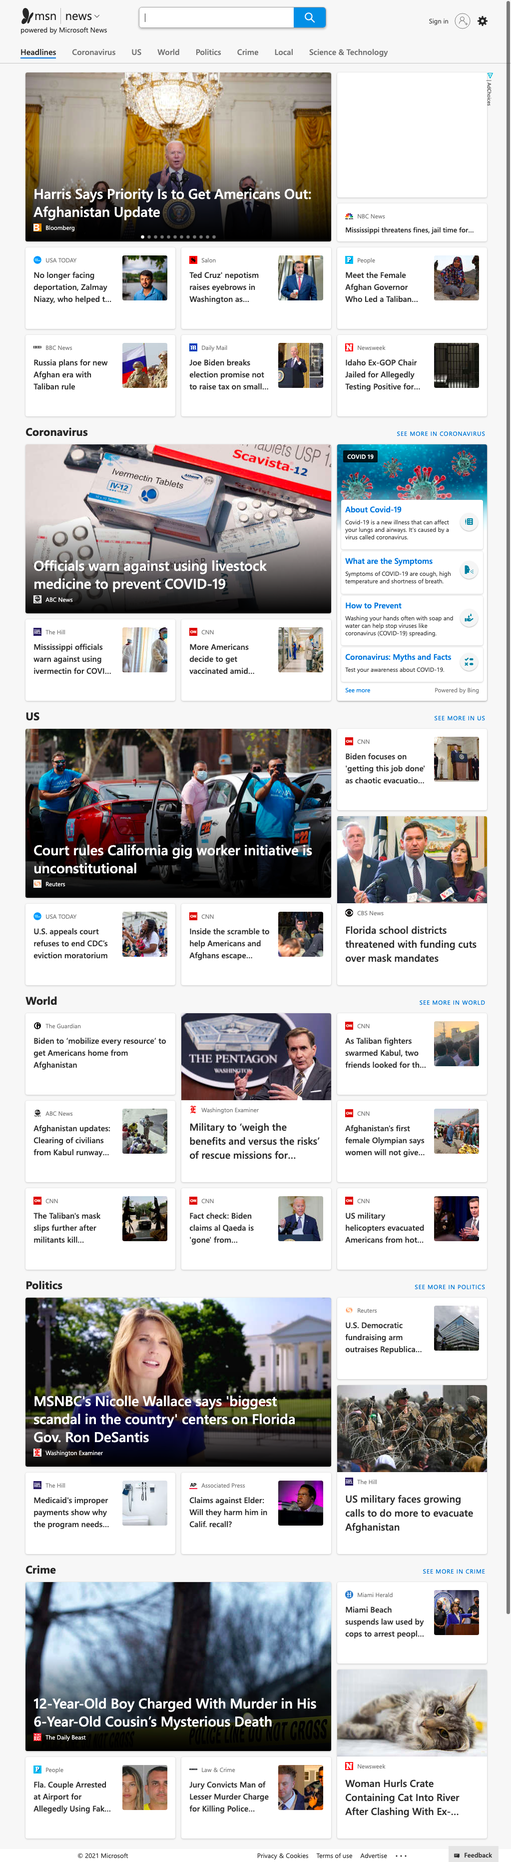 msn | news
powered by Microsoft News
Sign in
Headlines Coronavirus US World Politics Crime Local Science & Technology
Harris Says Priority Is to Get Americans Out:
Afghanistan Update
Bloomberg
AdChoices
NBC News
Mississippi threatens fines, jail time for...
USA TODAY
No longer facing
deportation, Zalmay
Niazy, who helped t...
Salon
Ted Cruz' nepotism
raises eyebrows in
Washington as...
People
Meet the Female
Afghan Governor
Who Led a Taliban...
BBC News
Russia plans for new
Afghan era with
Taliban rule
Daily Mail
Joe Biden breaks
election promise not
to raise tax on small...
Newsweek
Idaho Ex-GOP Chair
Jailed for Allegedly
Testing Positive for...
Coronavirus
SEE MORE IN CORONAVIRUS
Tablets USP
Scavista-12
Ivermectin Tablets
IV-12
Officials warn against using livestock
medicine to prevent COVID-19
ABC News
COVID 19
About Covid-19
Covid-19 is a new illness that can affect
your lungs and airways. It's caused by a
virus called coronavirus.
What are the Symptoms
Symptoms of COVID-19 are cough, high
temperature and shortness of breath.
How to Prevent
Washing your hands often with soap and
water can help stop viruses like
coronavirus (COVID-19) spreading.
Coronavirus: Myths and Facts
Test your awareness about COVID-19.
See more
Powered by Bing
The Hill
Mississippi officials
warn against using
ivermectin for COVI...
CNN
More Americans
decide to get
vaccinated amid...
US
SEE MORE IN US
Court rules California gig worker initiative is
unconstitutional
Reuters
CNN
Biden focuses on
'getting this job done'
as chaotic evacuatio...
CBS News
Florida school districts
threatened with funding cuts
over mask mandates
USA TODAY
U.S. appeals court
refuses to end CDC's
eviction moratorium
CNN
Inside the scramble to
help Americans and
Afghans escape...
World
SEE MORE IN WORLD
The Guardian
Biden to 'mobilize every resource' to
get Americans home from
Afghanistan
THE PENTAGON
WASHINGTON
Washington Examiner
Military to 'weigh the
benefits and versus the risks'
of rescue missions for...
CNN
As Taliban fighters
swarmed Kabul, two
friends looked for th...
ABC News
Afghanistan updates:
Clearing of civilians
from Kabul runway...
CNN
Afghanistan's first
female Olympian says
women will not give...
CNN
The Taliban's mask
slips further after
militants kill...
CNN
Fact check: Biden
claims al Qaeda is
'gone' from...
CNN
US military
helicopters evacuated
Americans from hot...
Politics
SEE MORE IN POLITICS
MSNBC's Nicolle Wallace says 'biggest
scandal in the country' centers on Florida
Gov. Ron DeSantis
Washington Examiner
Reuters
U.S. Democratic
fundraising arm
outraises Republica...
The Hill
US military faces growing
calls to do more to evacuate
Afghanistan
The Hill
Medicaid's improper
payments show why
the program needs...
Associated Press
Claims against Elder:
Will they harm him in
Calif. recall?
Crime
SEE MORE IN CRIME
POLICE LINE DO NOT CROSS
12-Year-Old Boy Charged With Murder in His
6-Year-Old Cousin's Mysterious Death
The Daily Beast
Miami Herald
Miami Beach
suspends law used by
cops to arrest peopl...
Newsweek
Woman Hurls Crate
Containing Cat Into River
After Clashing With Ex-...
People
Fla. Couple Arrested
at Airport for
Allegedly Using Fak...
Law & Crime
Jury Convicts Man of
Lesser Murder Charge
for Killing Police...
© 2021 Microsoft
Privacy & Cookies Terms of use Advertise ...
Feedback